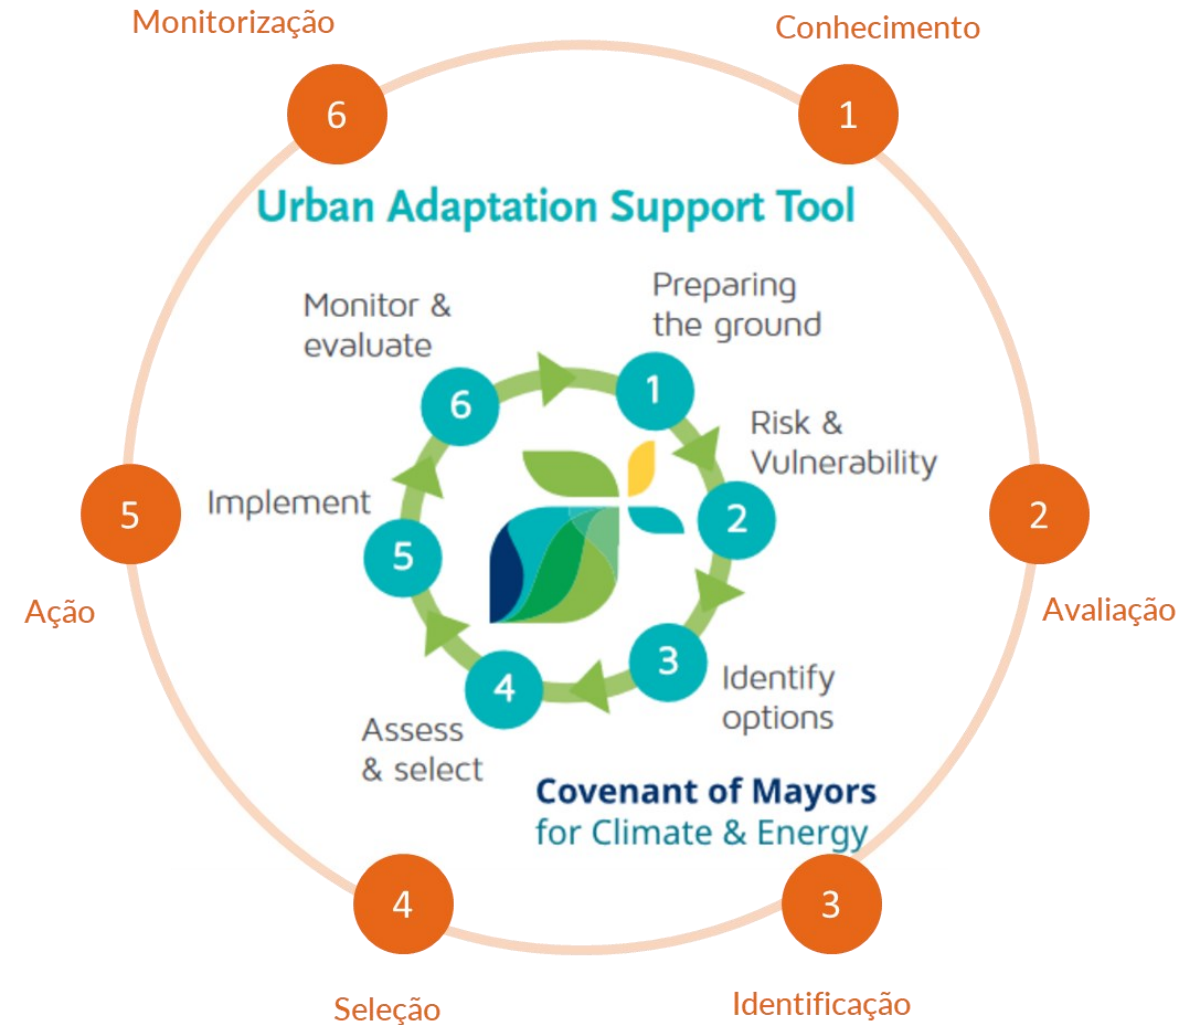 Monitorização
Conhecimento
6
1
Urban Adaptation Support Tool
Preparing
the ground
Monitor &
evaluate
1
6
Risk &
Vulnerability
Implement
2
5
5
2
Ação
Avaliação
3
4
Identify
options
Assess
& select
Covenant of Mayors
for Climate & Energy
4
3
Seleção
Identificação